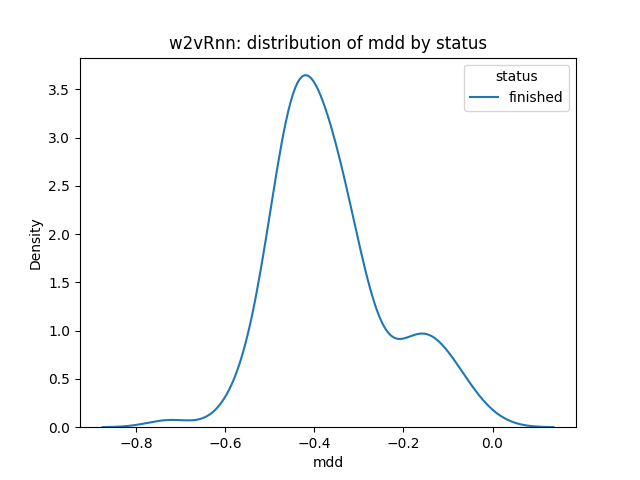 w2vRnn: distribution of mdd by status
status
finished
3.5
3.0
2.5
2.0
1.5
1.0
0.5
0.0
Density
−0.8
−0.6
−0.4
−0.2
0.0
mdd